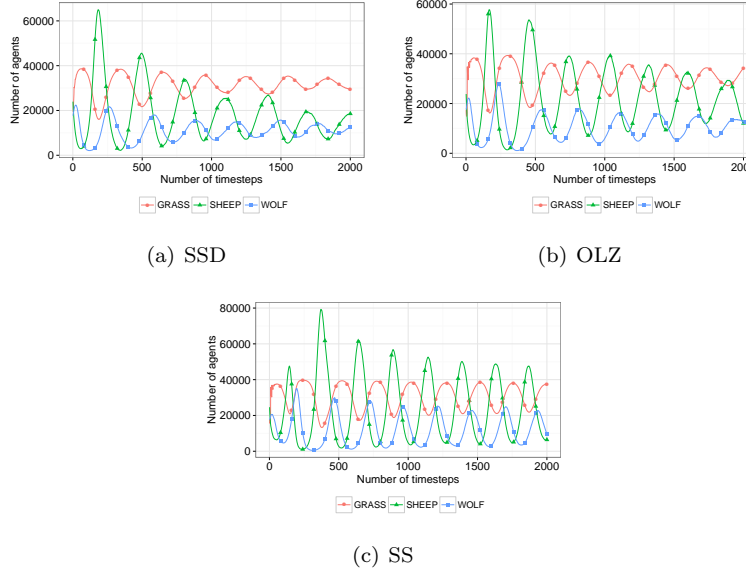 60000
40000
20000
0
Number of agents
0 500 1000 1500 2000
Number of timesteps
GRASS SHEEP WOLF
(a) SSD
60000
40000
20000
0
Number of agents
0 500 1000 1500 2000
Number of timesteps
GRASS SHEEP WOLF
(b) OLZ
80000
60000
40000
20000
0
Number of agents
0 500 1000 1500 2000
Number of timesteps
GRASS SHEEP WOLF
(c) SS